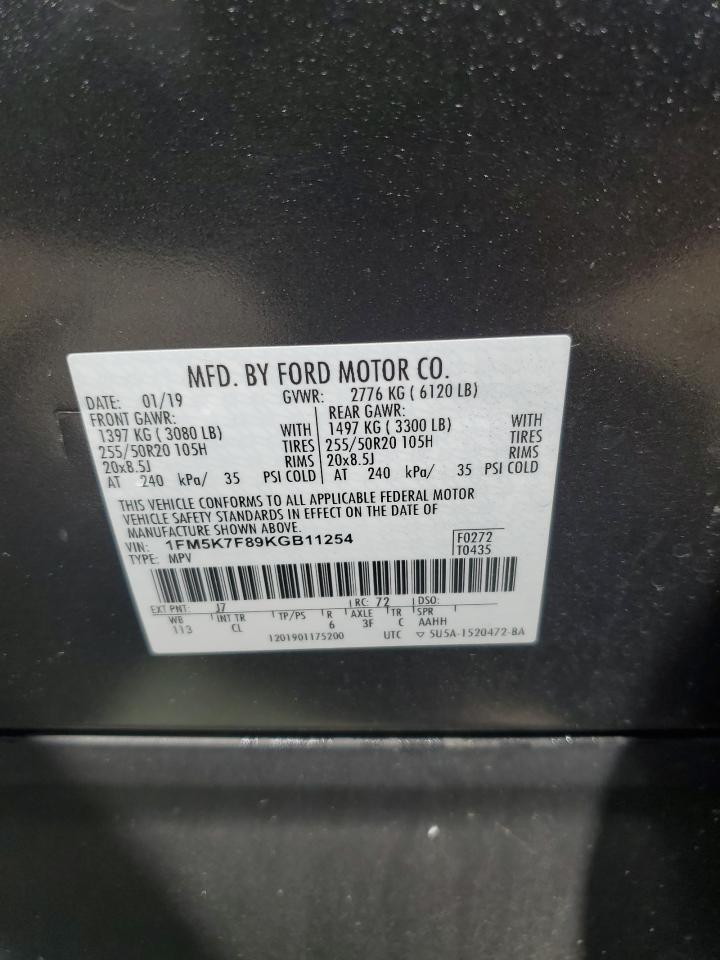 MFD. BY FORD MOTOR CO.
DATE: 01/19 GVWR: 2776 KG ( 6120 LB)
FRONT GAWR: REAR GAWR:
1397 KG ( 3080 LB) WITH 1497 KG ( 3300 LB) WITH
255/50R20 105H TIRES 255/50R20 105H TIRES
20x8.5J RIMS 20x8.5J RIMS
AT 240 kPa/ 35 PSI COLD AT 240 kPa/ 35 PSI COLD
THIS VEHICLE CONFORMS TO ALL APPLICABLE FEDERAL MOTOR
VEHICLE SAFETY STANDARDS IN EFFECT ON THE DATE OF
MANUFACTURE SHOWN ABOVE.
VIN: 1FM5K7F89KGB11254 F0272
TYPE: MPV T0435
EXT PNT: J7 RC: 72 DSO:
WB INT TR TP/PS R AXLE TR SPR
113 CL 6 3F C AAHH
1201901175200 UTC ▽ 5U5A-1520472-BA